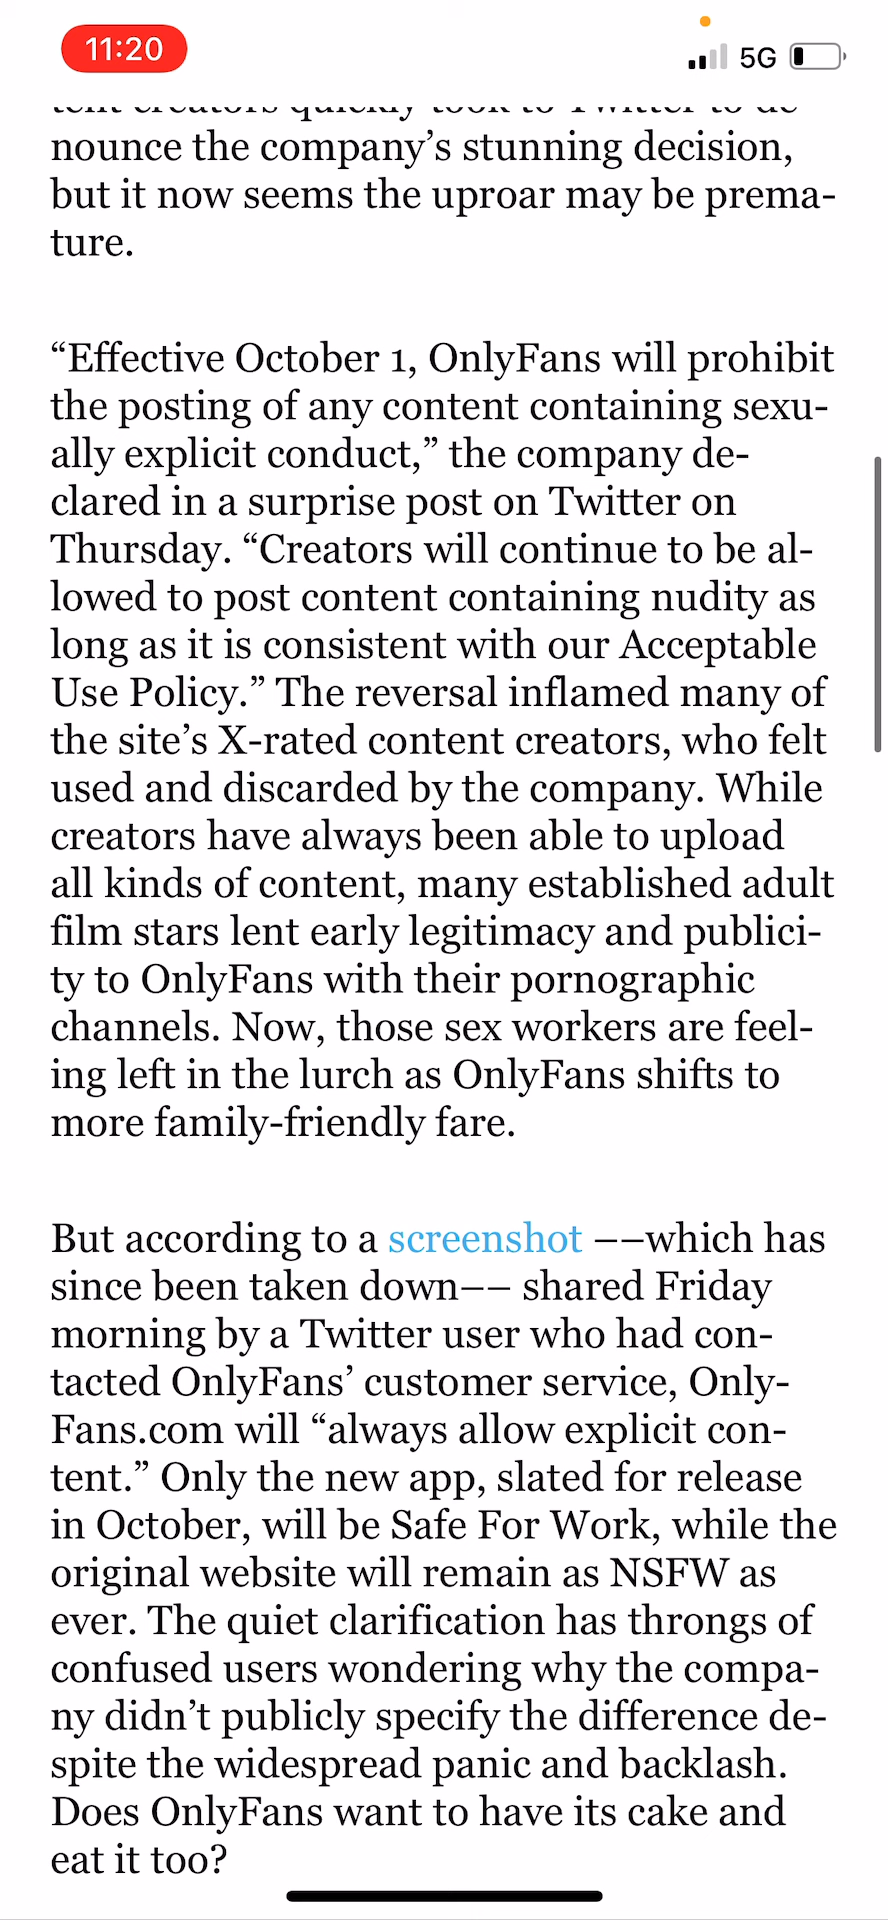 11:20
5G
tent creators quickly took to Twitter to de-
nounce the company’s stunning decision,
but it now seems the uproar may be prema-
ture.
“Effective October 1, OnlyFans will prohibit
the posting of any content containing sexu-
ally explicit conduct,” the company de-
clared in a surprise post on Twitter on
Thursday. “Creators will continue to be al-
lowed to post content containing nudity as
long as it is consistent with our Acceptable
Use Policy.” The reversal inflamed many of
the site’s X-rated content creators, who felt
used and discarded by the company. While
creators have always been able to upload
all kinds of content, many established adult
film stars lent early legitimacy and publici-
ty to OnlyFans with their pornographic
channels. Now, those sex workers are feel-
ing left in the lurch as OnlyFans shifts to
more family-friendly fare.
But according to a screenshot ––which has
since been taken down–– shared Friday
morning by a Twitter user who had con-
tacted OnlyFans’ customer service, Only-
Fans.com will “always allow explicit con-
tent.” Only the new app, slated for release
in October, will be Safe For Work, while the
original website will remain as NSFW as
ever. The quiet clarification has throngs of
confused users wondering why the compa-
ny didn’t publicly specify the difference de-
spite the widespread panic and backlash.
Does OnlyFans want to have its cake and
eat it too?